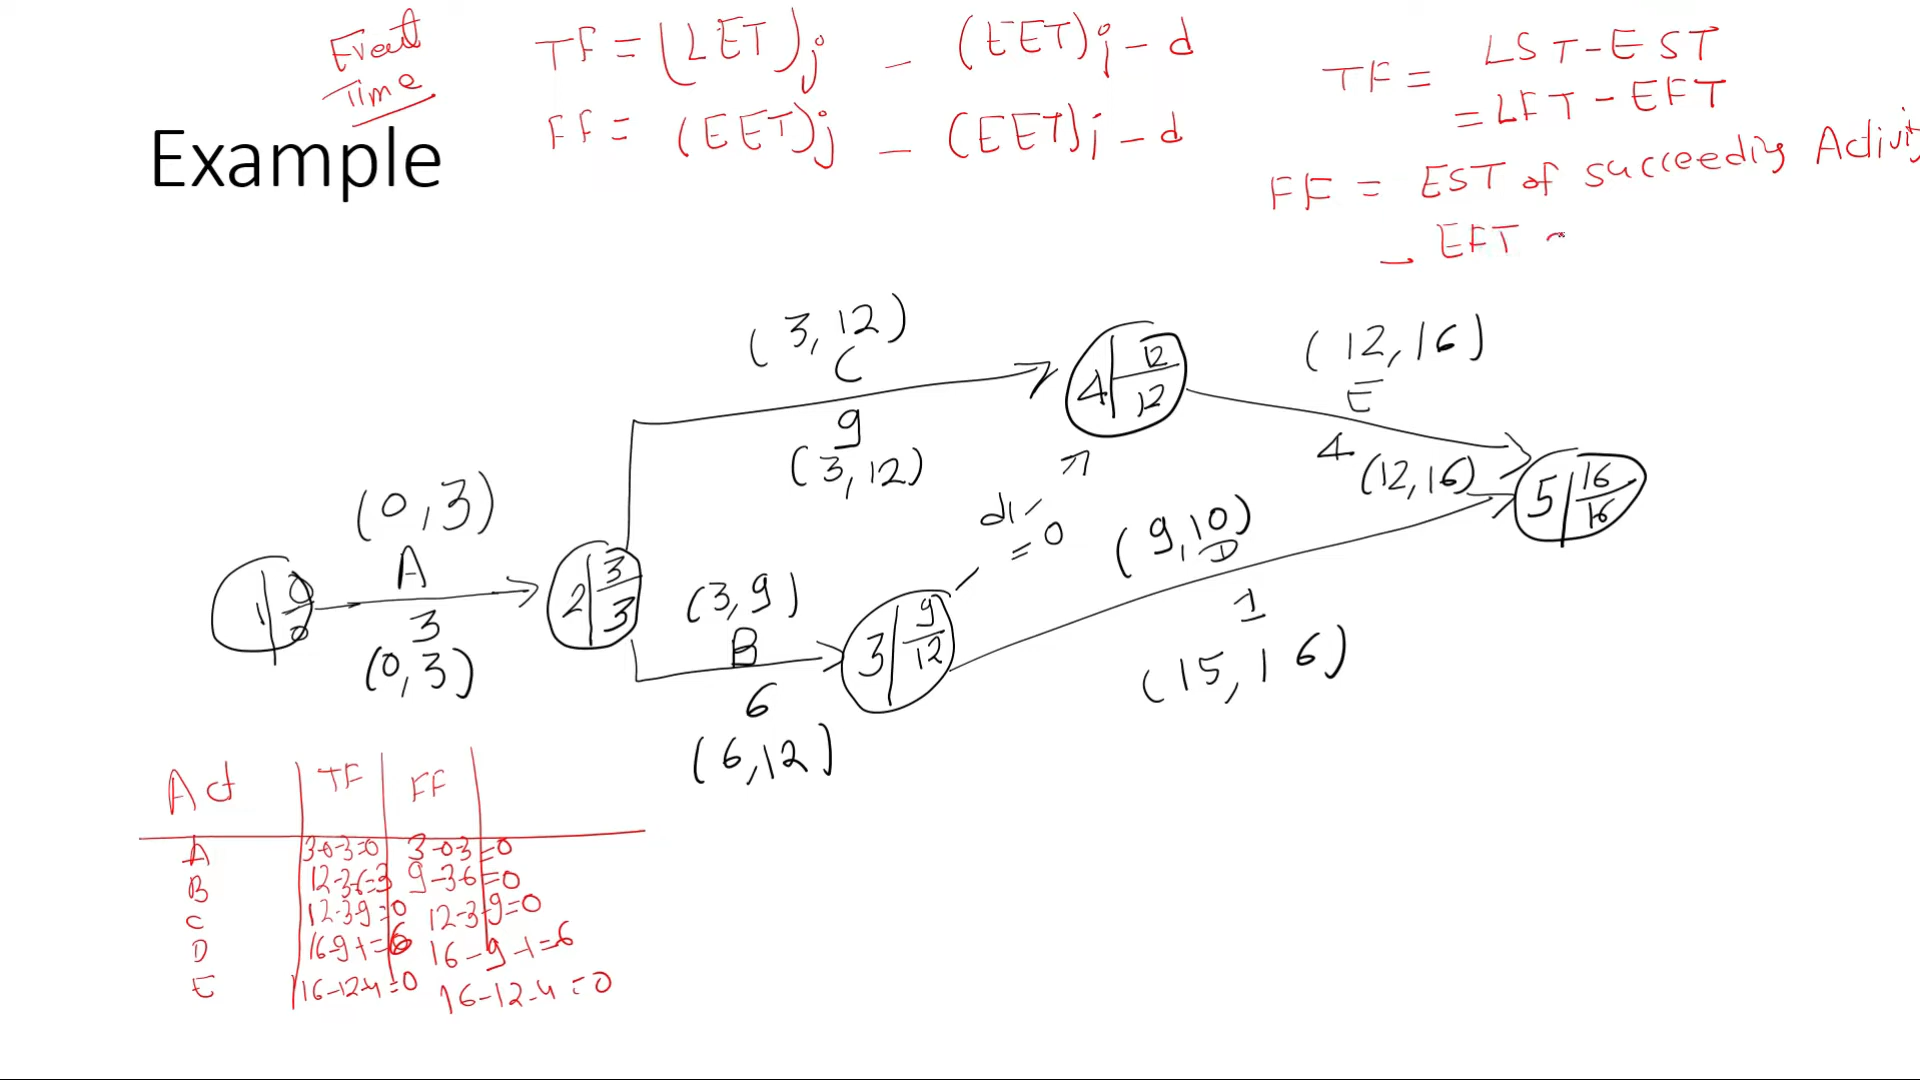 Event
Time
TF = (LET)j - (EET)i - d
FF = (EET)j - (EET)i - d
TF = LST - EST
= LFT - EFT
FF = EST of succeeding Activity
- EFT
Example
(3,12)
C
9
(3,12)
4 12
12
(12,16)
E
4
(12,16)
5 16
16
(0,3)
A
3
(0,3)
1 0
0
2 3
3
(3,9)
B
6
(6,12)
3 9
12
d1
= 0
(9,10)
D
1
(15,16)
Act TF FF
A 3-0-3=0 3-0-3=0
B 12-3-6=3 9-3-6=0
C 12-3-9=0 12-3-9=0
D 16-9-1=6 16-9-1=6
E 16-12-4=0 16-12-4=0